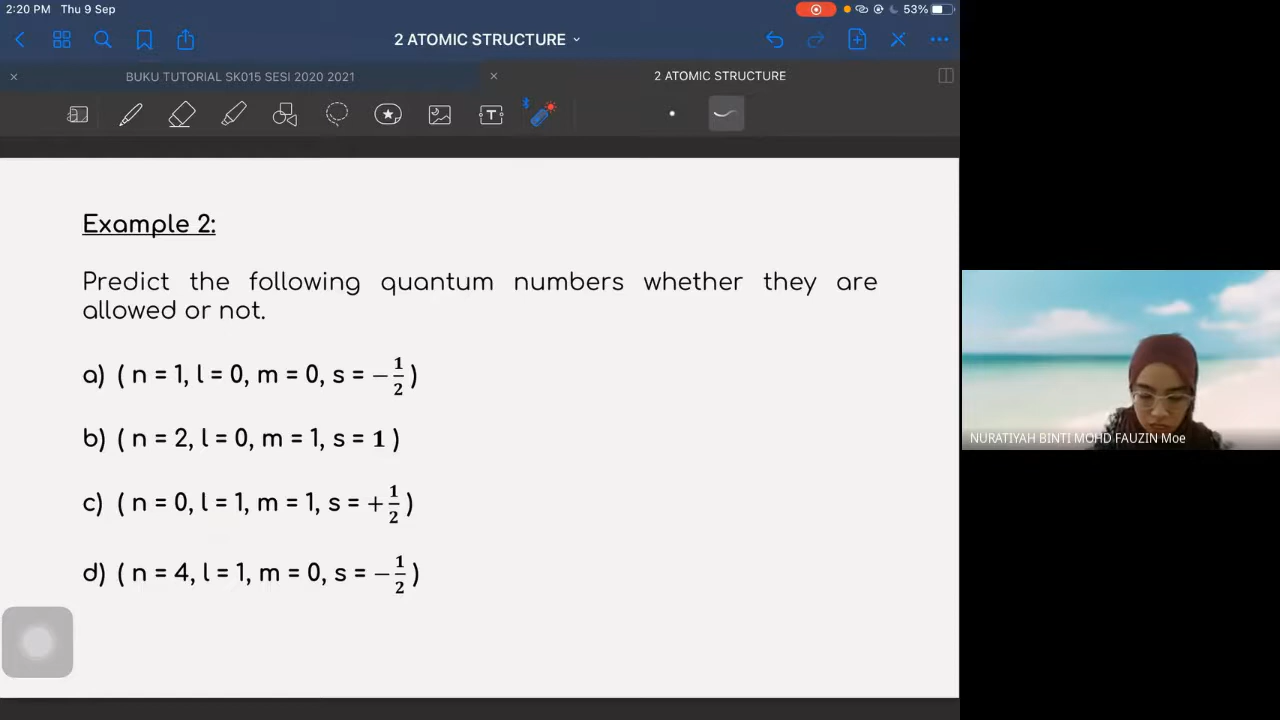 2:20 PM Thu 9 Sep
53%
2 ATOMIC STRUCTURE
BUKU TUTORIAL SK015 SESI 2020 2021
2 ATOMIC STRUCTURE
Example 2:
Predict the following quantum numbers whether they are
allowed or not.
a) ( n = 1, l = 0, m = 0, s = −1/2 )
b) ( n = 2, l = 0, m = 1, s = 1 )
c) ( n = 0, l = 1, m = 1, s = +1/2 )
d) ( n = 4, l = 1, m = 0, s = −1/2 )
NURATIYAH BINTI MOHD FAUZIN Moe